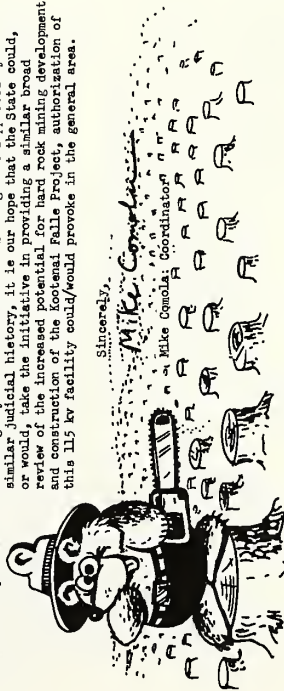 similar judicial history, it is our hope that the State could,
or would, take the initiative in providing a similar broad
review of the increased potential for hard rock mining development
and construction of the Kootenai Falle Project, authorization of
this 115 kv facility could/would provoke in the general area.
Sincerely,
Mike Comola
Mike Comola: Coordinator